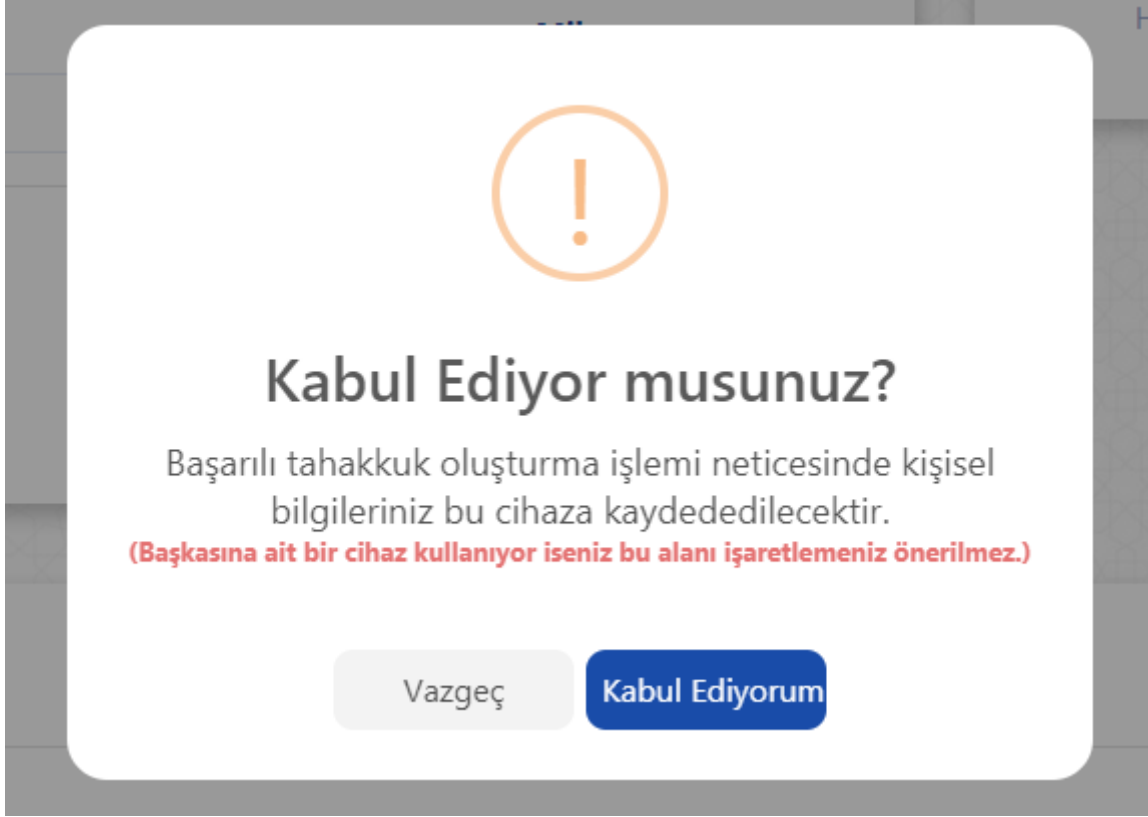 Kabul Ediyor musunuz?
Başarılı tahakkuk oluşturma işlemi neticesinde kişisel
bilgileriniz bu cihaza kaydededilecektir.
(Başkasına ait bir cihaz kullanıyor iseniz bu alanı işaretlemeniz önerilmez.)
Vazgeç
Kabul Ediyorum